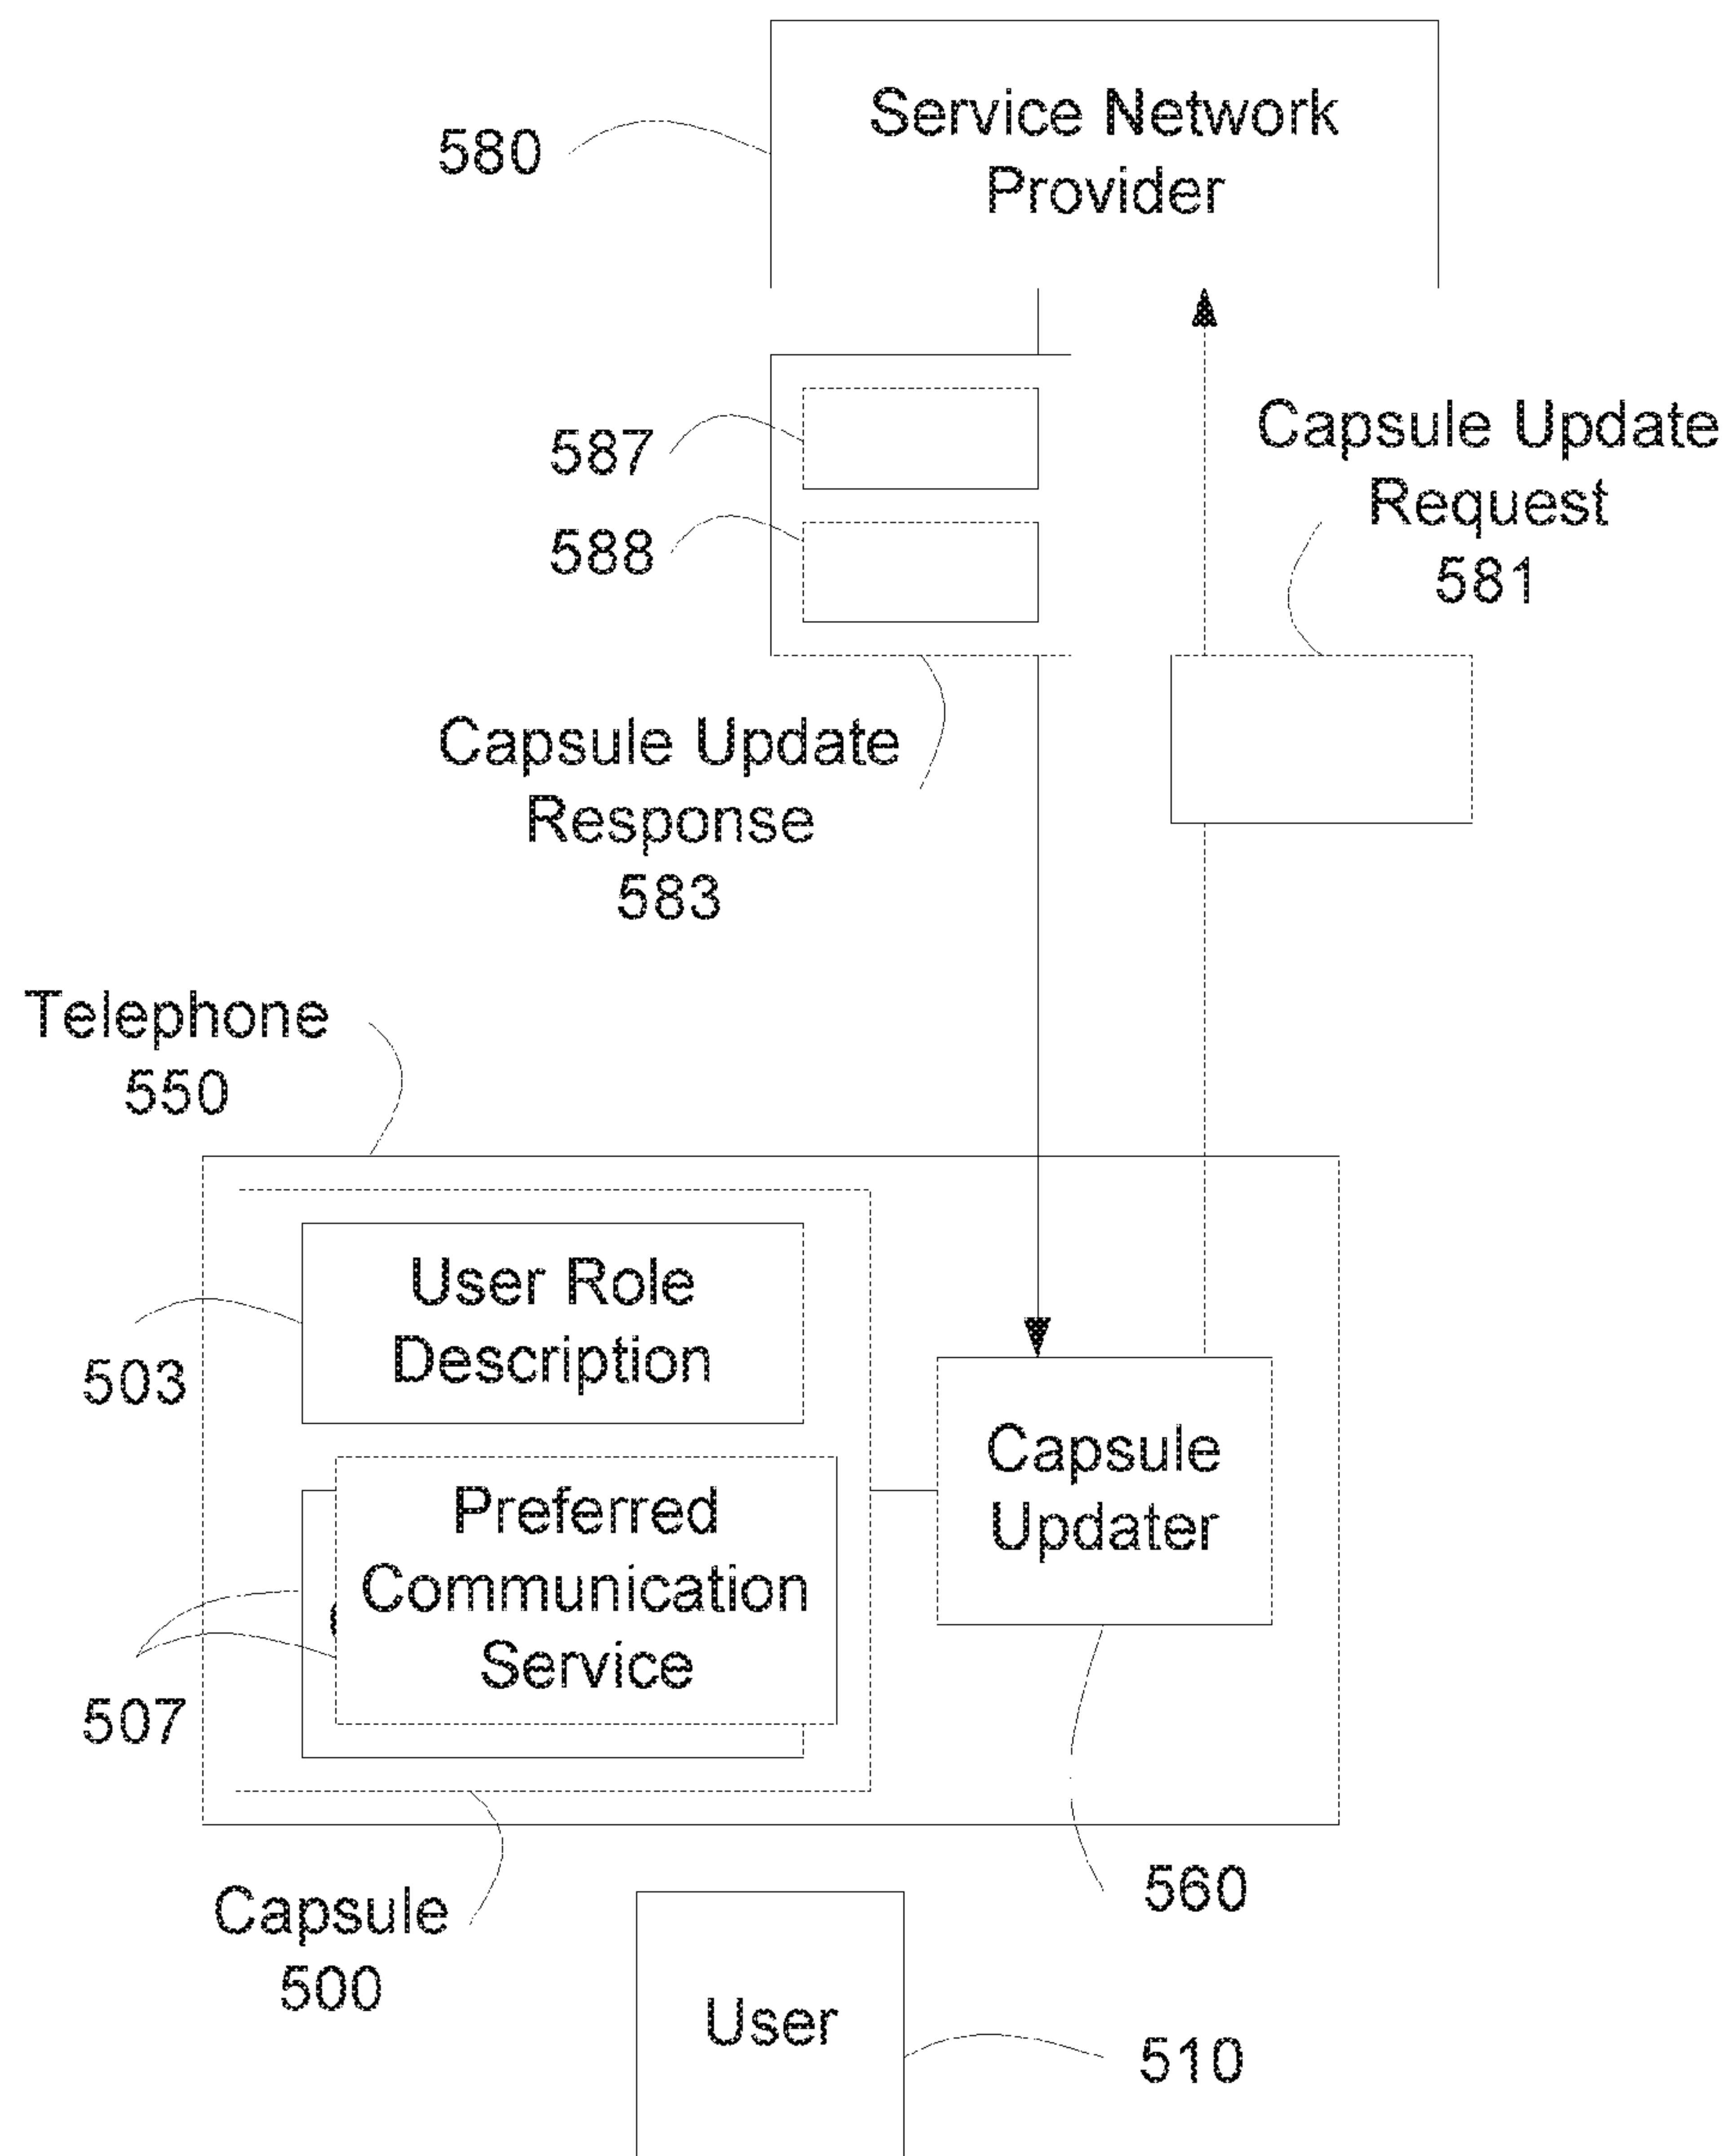 Service Network
Provider
580
587
588
Capsule Update
Request
581
Capsule Update
Response
583
Telephone
550
User Role
Description
503
Preferred
Communication
Service
507
Capsule
Updater
560
Capsule
500
User
510